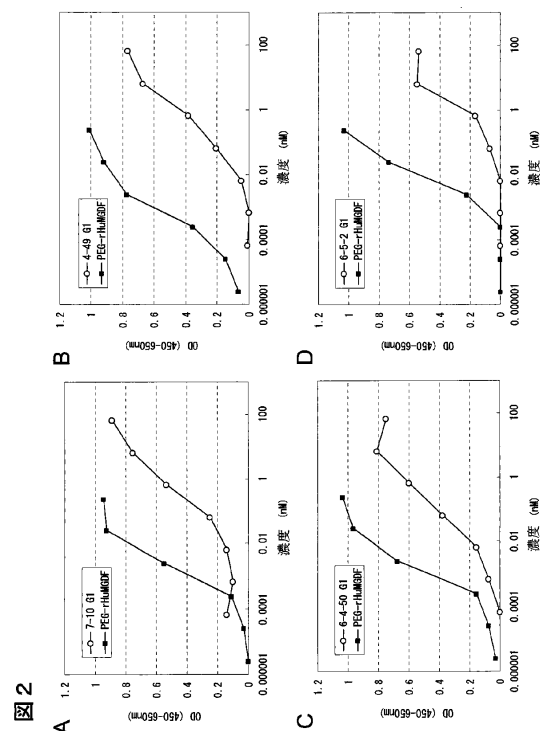 図2
A
7-10 G1
PEG-rHuMGDF
OD (450-650nm)
1.2
1
0.8
0.6
0.4
0.2
0
0.000001
0.0001
0.01
1
100
濃度 (nM)
B
4-49 G1
PEG-rHuMGDF
OD (450-650nm)
1.2
1
0.8
0.6
0.4
0.2
0
0.000001
0.0001
0.01
1
100
濃度 (nM)
C
6-4-50 G1
PEG-rHuMGDF
OD (450-650nm)
1.2
1
0.8
0.6
0.4
0.2
0
0.000001
0.0001
0.01
1
100
濃度 (nM)
D
6-5-2 G1
PEG-rHuMGDF
OD (450-650nm)
1.2
1
0.8
0.6
0.4
0.2
0
0.000001
0.0001
0.01
1
100
濃度 (nM)